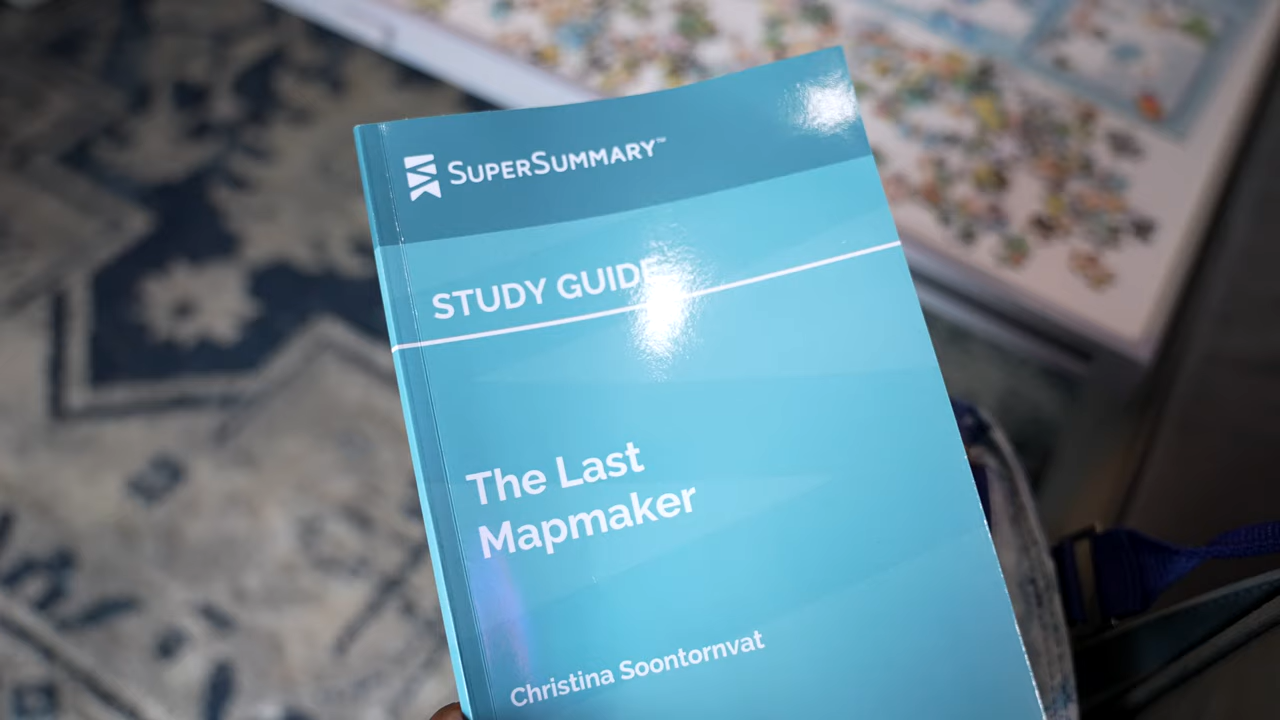 SUPERSUMMARY™
STUDY GUIDE
The Last
Mapmaker
Christina Soontornvat